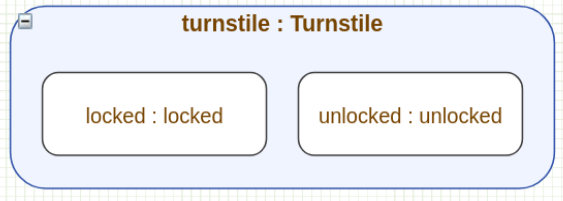 turnstile : Turnstile
locked : locked
unlocked : unlocked